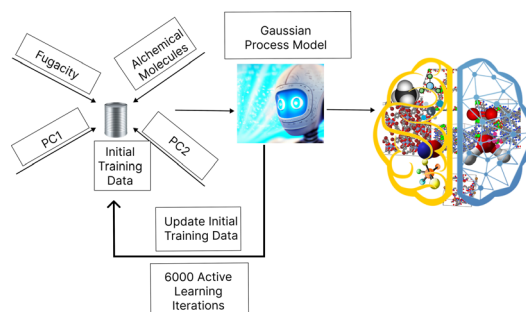 Fugacity
Alchemical
Molecules
Gaussian
Process Model
PC1
PC2
Initial
Training
Data
Update Initial
Training Data
6000 Active
Learning
Iterations